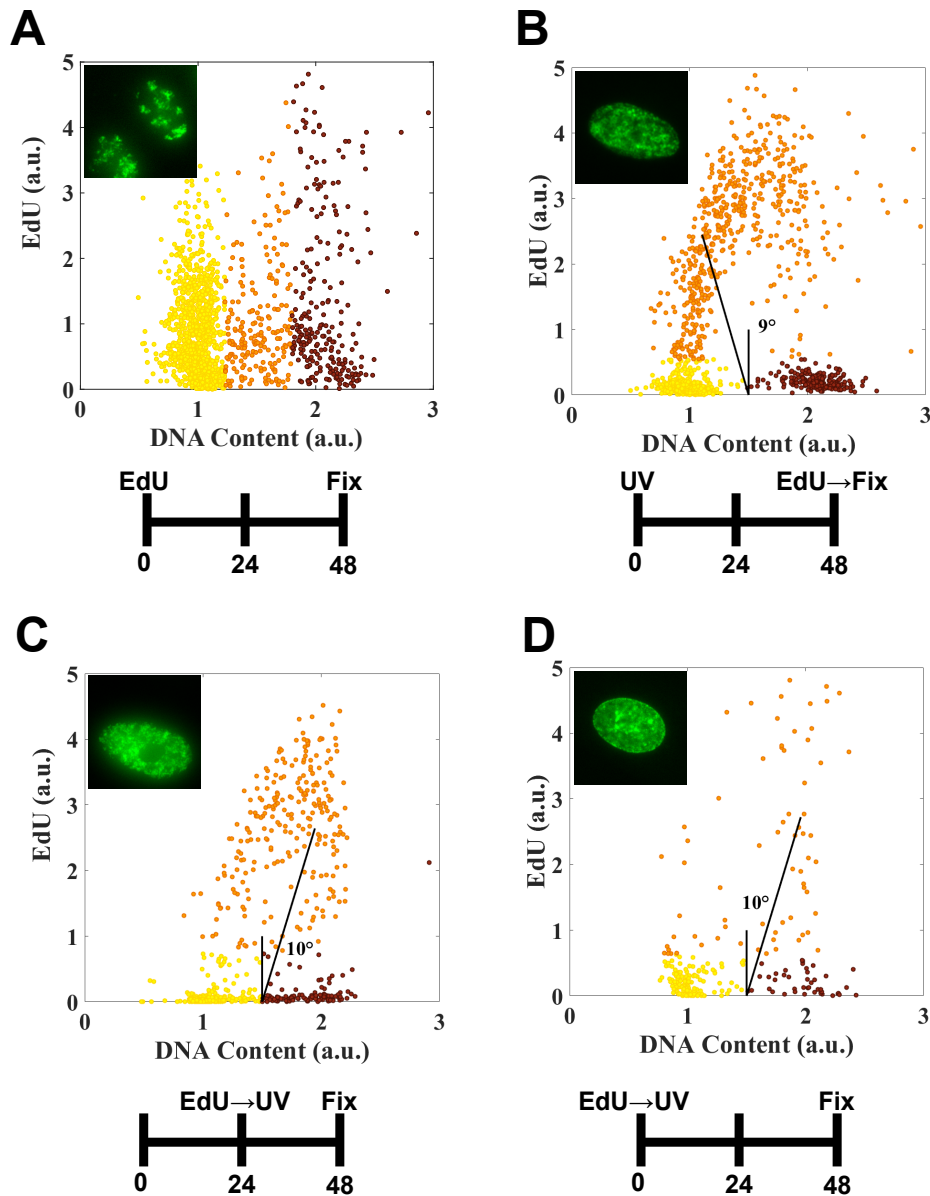 A
EdU (a.u.)
5
4
3
2
1
0
0 1 2 3
DNA Content (a.u.)
EdU Fix
0 24 48
B
EdU (a.u.)
5
4
3
2
1
0
9°
0 1 2 3
DNA Content (a.u.)
UV EdU→Fix
0 24 48
C
EdU (a.u.)
5
4
3
2
1
0
10°
0 1 2 3
DNA Content (a.u.)
EdU→UV Fix
0 24 48
D
EdU (a.u.)
5
4
3
2
1
0
10°
0 1 2 3
DNA Content (a.u.)
EdU→UV Fix
0 24 48